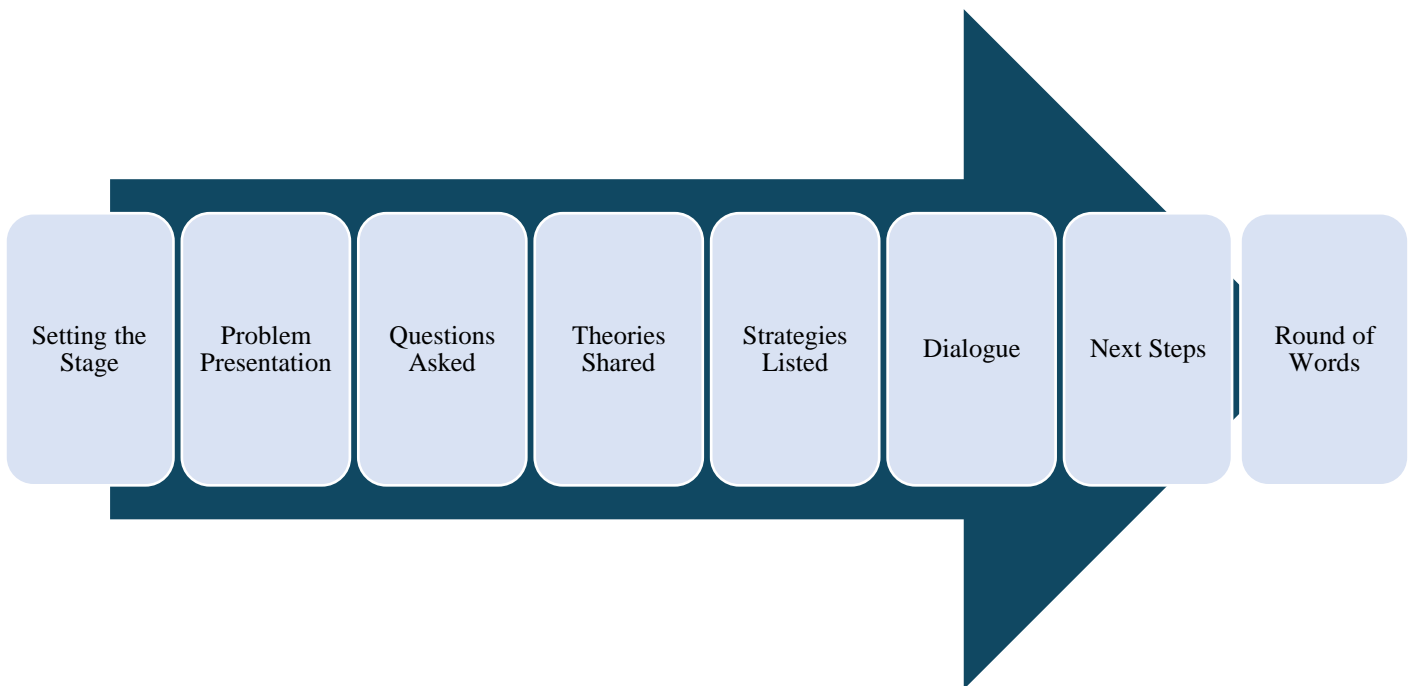 Setting the
Stage
Problem
Presentation
Questions
Asked
Theories
Shared
Strategies
Listed
Dialogue
Next Steps
Round of
Words